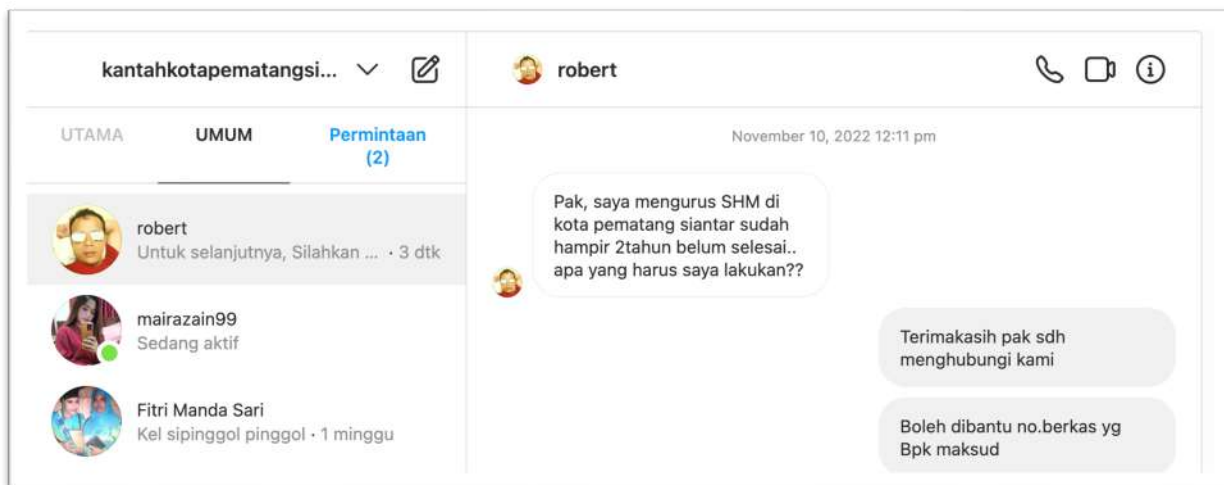 kantahkotapematangsi...
UTAMA
UMUM
Permintaan
(2)
robert
Untuk selanjutnya, Silahkan ... · 3 dtk
mairazain99
Sedang aktif
Fitri Manda Sari
Kel sipinggol pinggol · 1 minggu
robert
November 10, 2022 12:11 pm
Pak, saya mengurus SHM di
kota pematang siantar sudah
hampir 2tahun belum selesai..
apa yang harus saya lakukan??
Terimakasih pak sdh
menghubungi kami
Boleh dibantu no.berkas yg
Bpk maksud